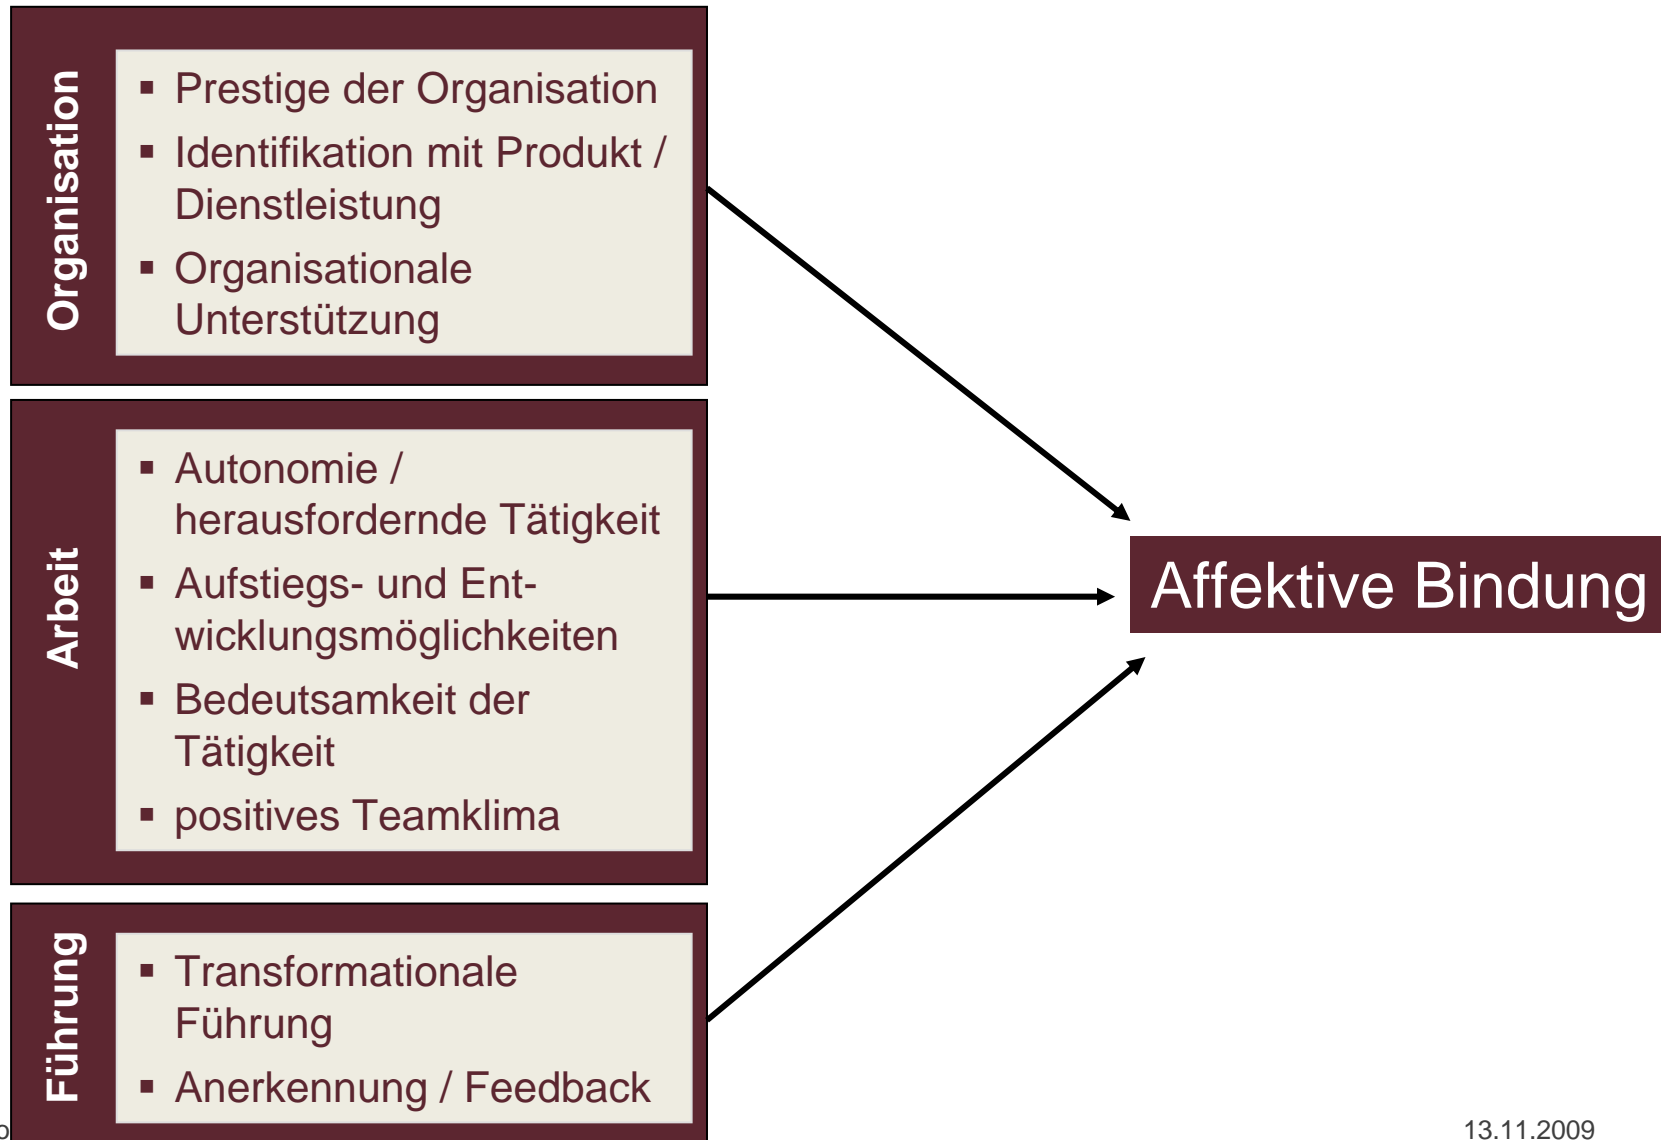 Organisation
▪ Prestige der Organisation
▪ Identifikation mit Produkt /
Dienstleistung
▪ Organisationale
Unterstützung
Arbeit
▪ Autonomie /
herausfordernde Tätigkeit
▪ Aufstiegs- und Ent-
wicklungsmöglichkeiten
▪ Bedeutsamkeit der
Tätigkeit
▪ positives Teamklima
Führung
▪ Transformationale
Führung
▪ Anerkennung / Feedback
Affektive Bindung
13.11.2009